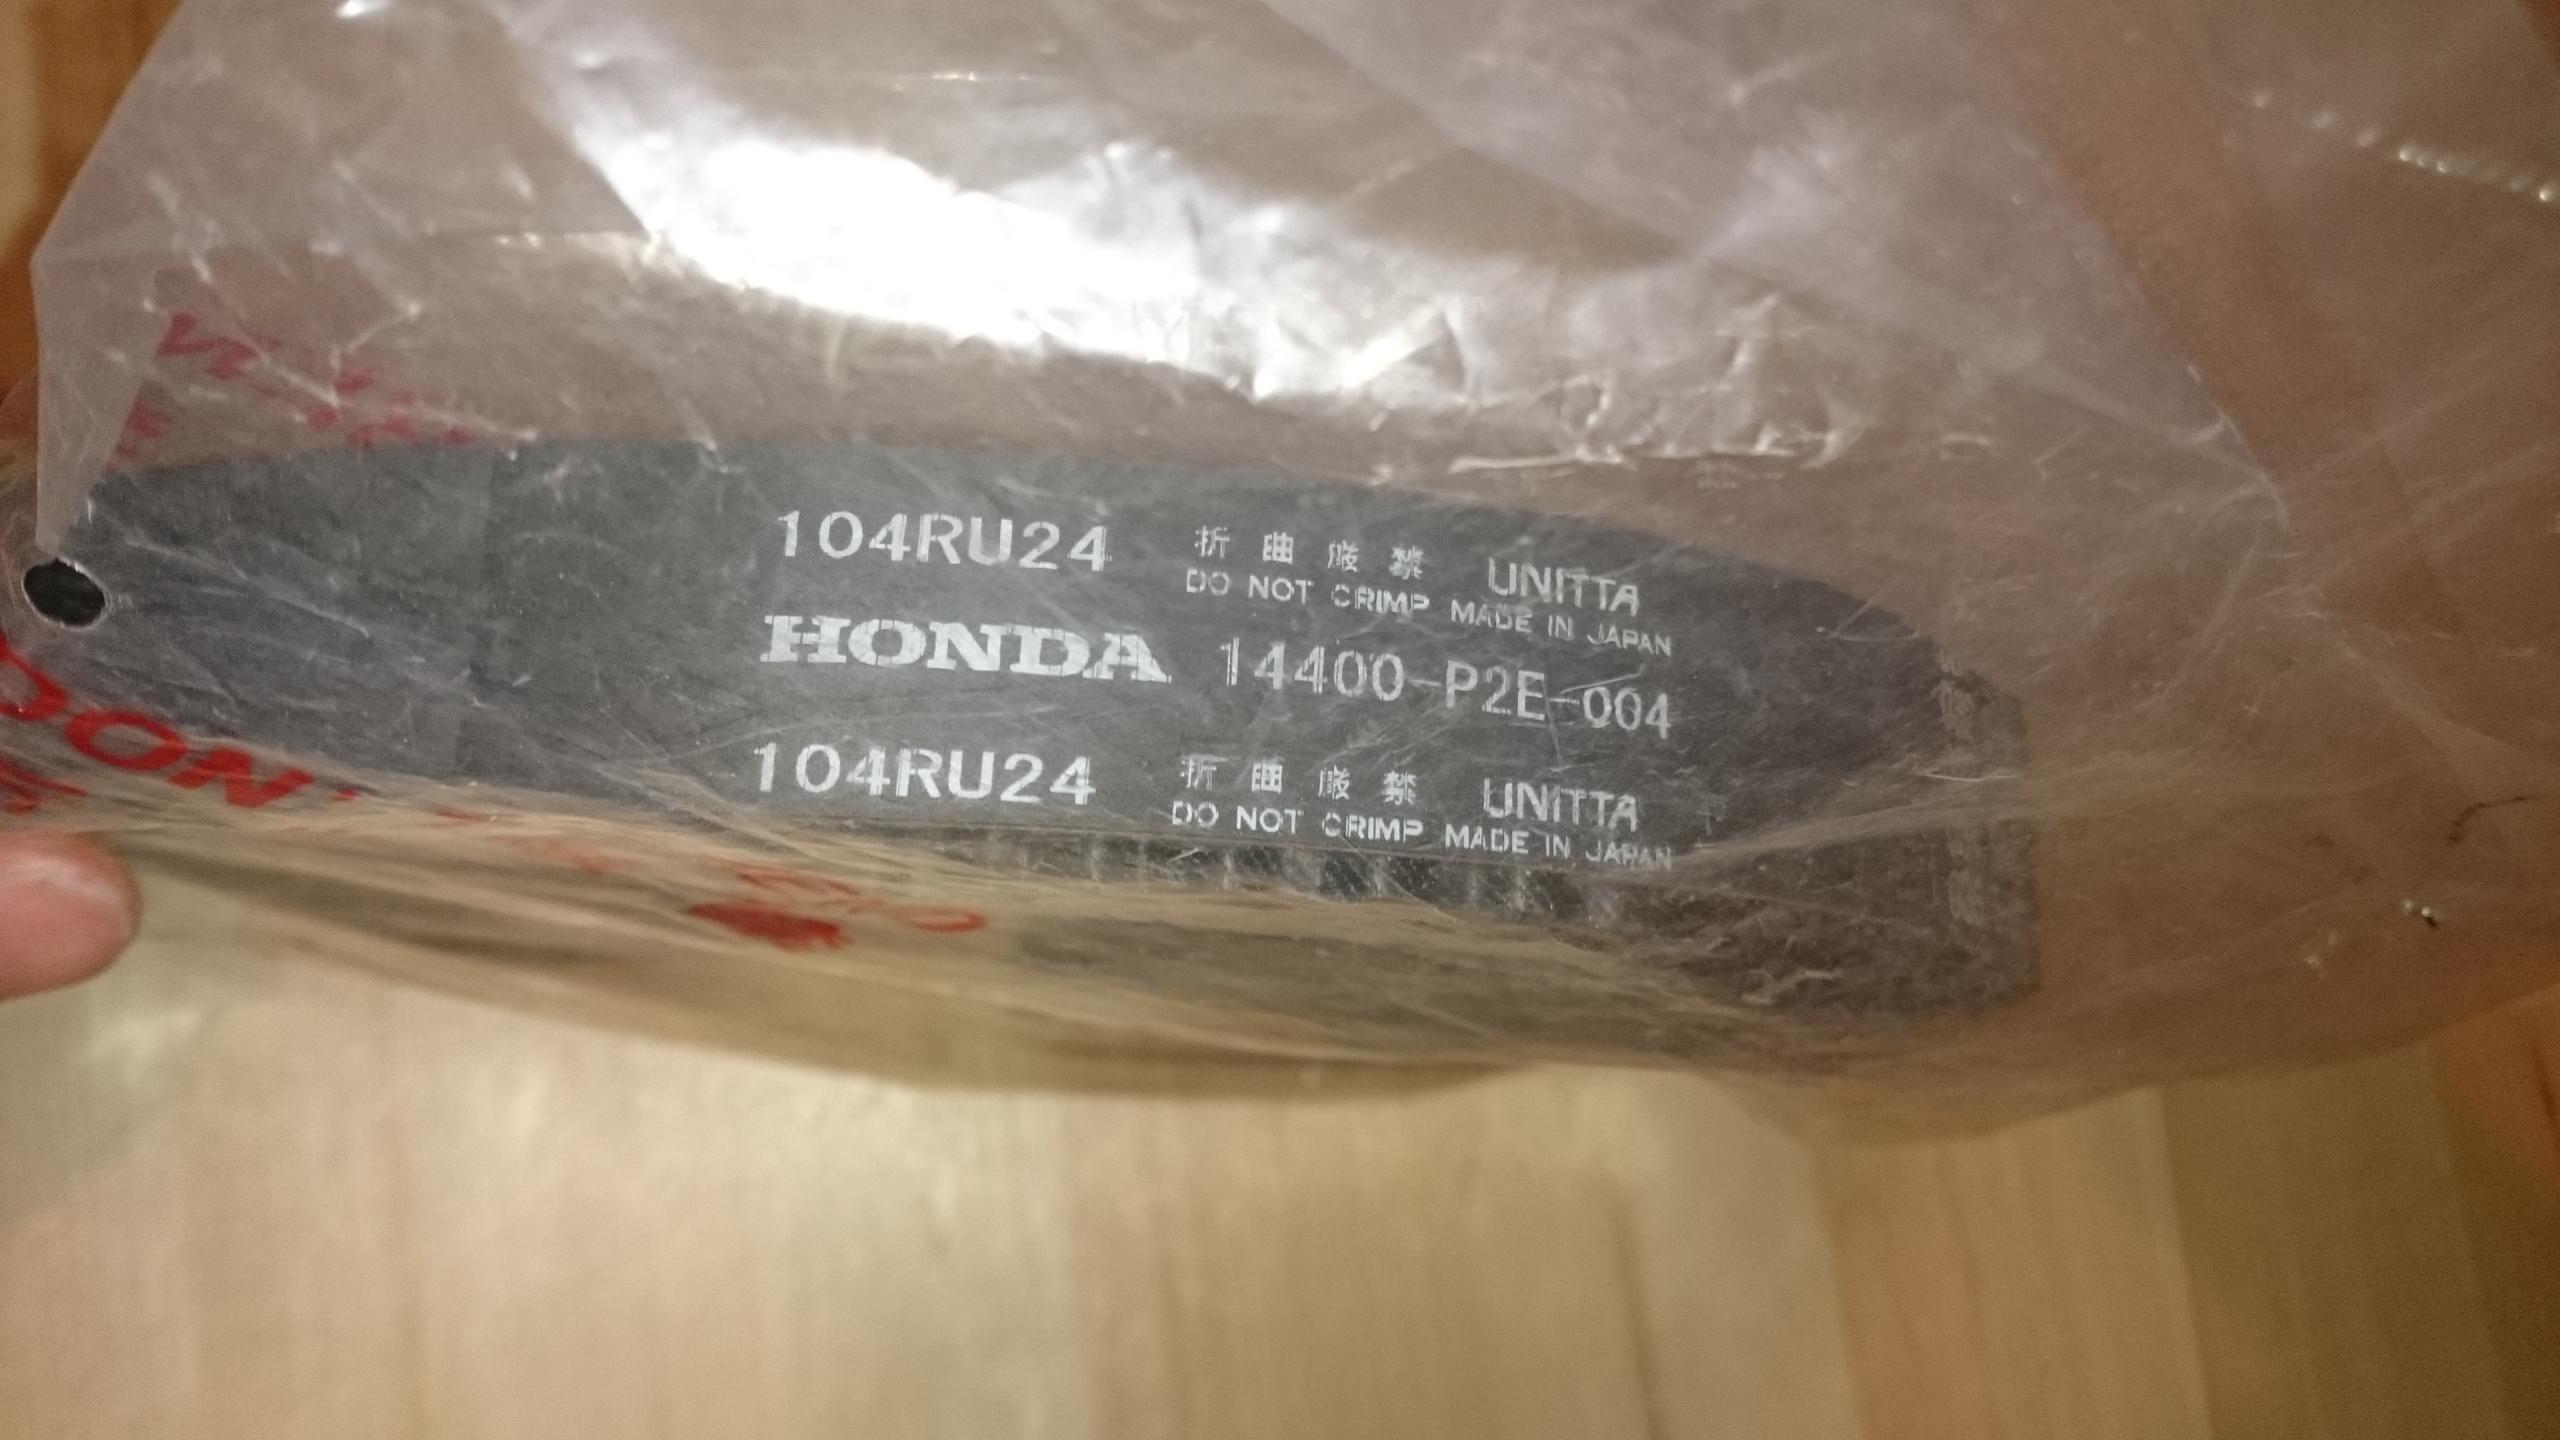 104RU24 折曲厳禁 UNITTA
DO NOT CRIMP MADE IN JAPAN
HONDA 14400-P2E-004
104RU24 折曲厳禁 UNITTA
DO NOT CRIMP MADE IN JAPAN